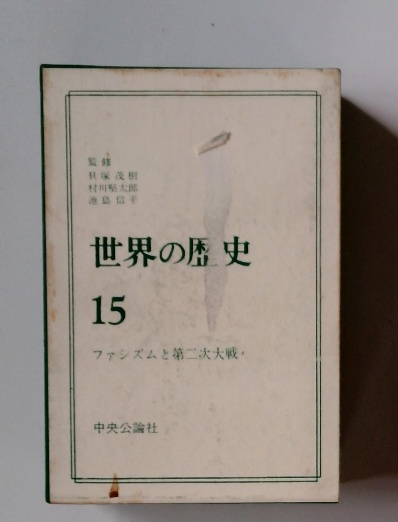 監修
貝塚茂樹
村川堅太郎
池島信平
世界の歴史
15
ファシズムと第二次大戦
中央公論社